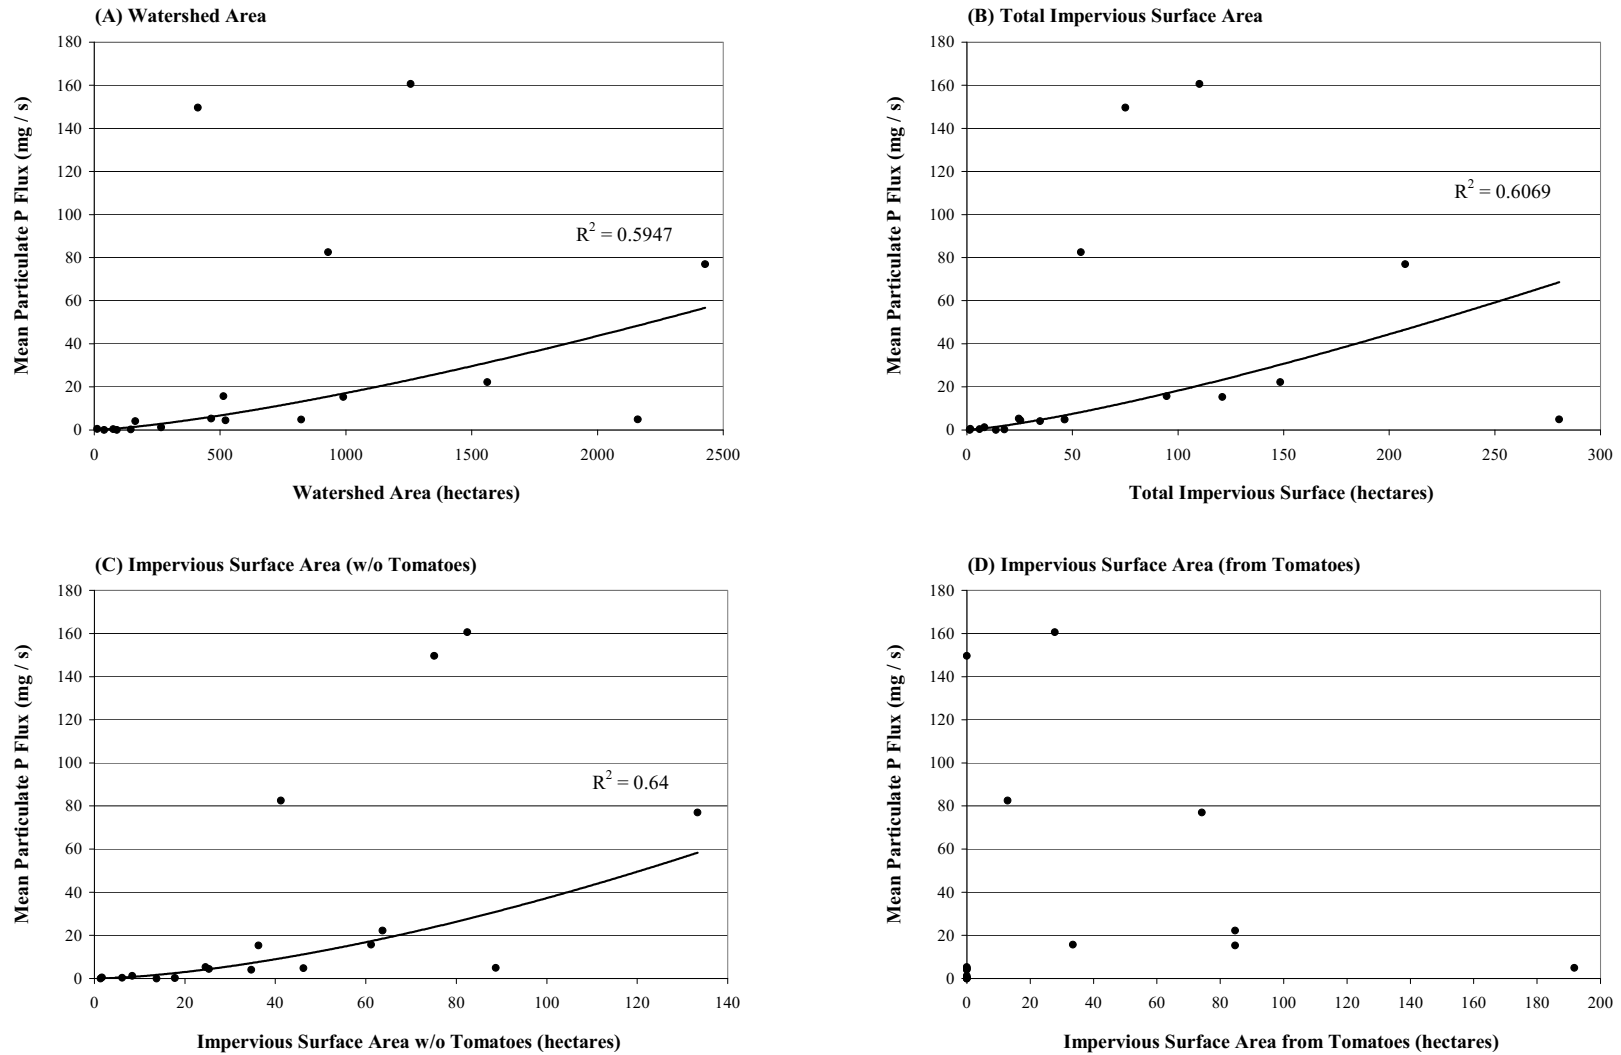 (A) Watershed Area
Mean Particulate P Flux (mg / s)
180
160
140
120
100
80
60
40
20
0
R² = 0.5947
0 500 1000 1500 2000 2500
Watershed Area (hectares)
(B) Total Impervious Surface Area
Mean Particulate P Flux (mg / s)
180
160
140
120
100
80
60
40
20
0
R² = 0.6069
0 50 100 150 200 250 300
Total Impervious Surface (hectares)
(C) Impervious Surface Area (w/o Tomatoes)
Mean Particulate P Flux (mg / s)
180
160
140
120
100
80
60
40
20
0
R² = 0.64
0 20 40 60 80 100 120 140
Impervious Surface Area w/o Tomatoes (hectares)
(D) Impervious Surface Area (from Tomatoes)
Mean Particulate P Flux (mg / s)
180
160
140
120
100
80
60
40
20
0
0 20 40 60 80 100 120 140 160 180 200
Impervious Surface Area from Tomatoes (hectares)